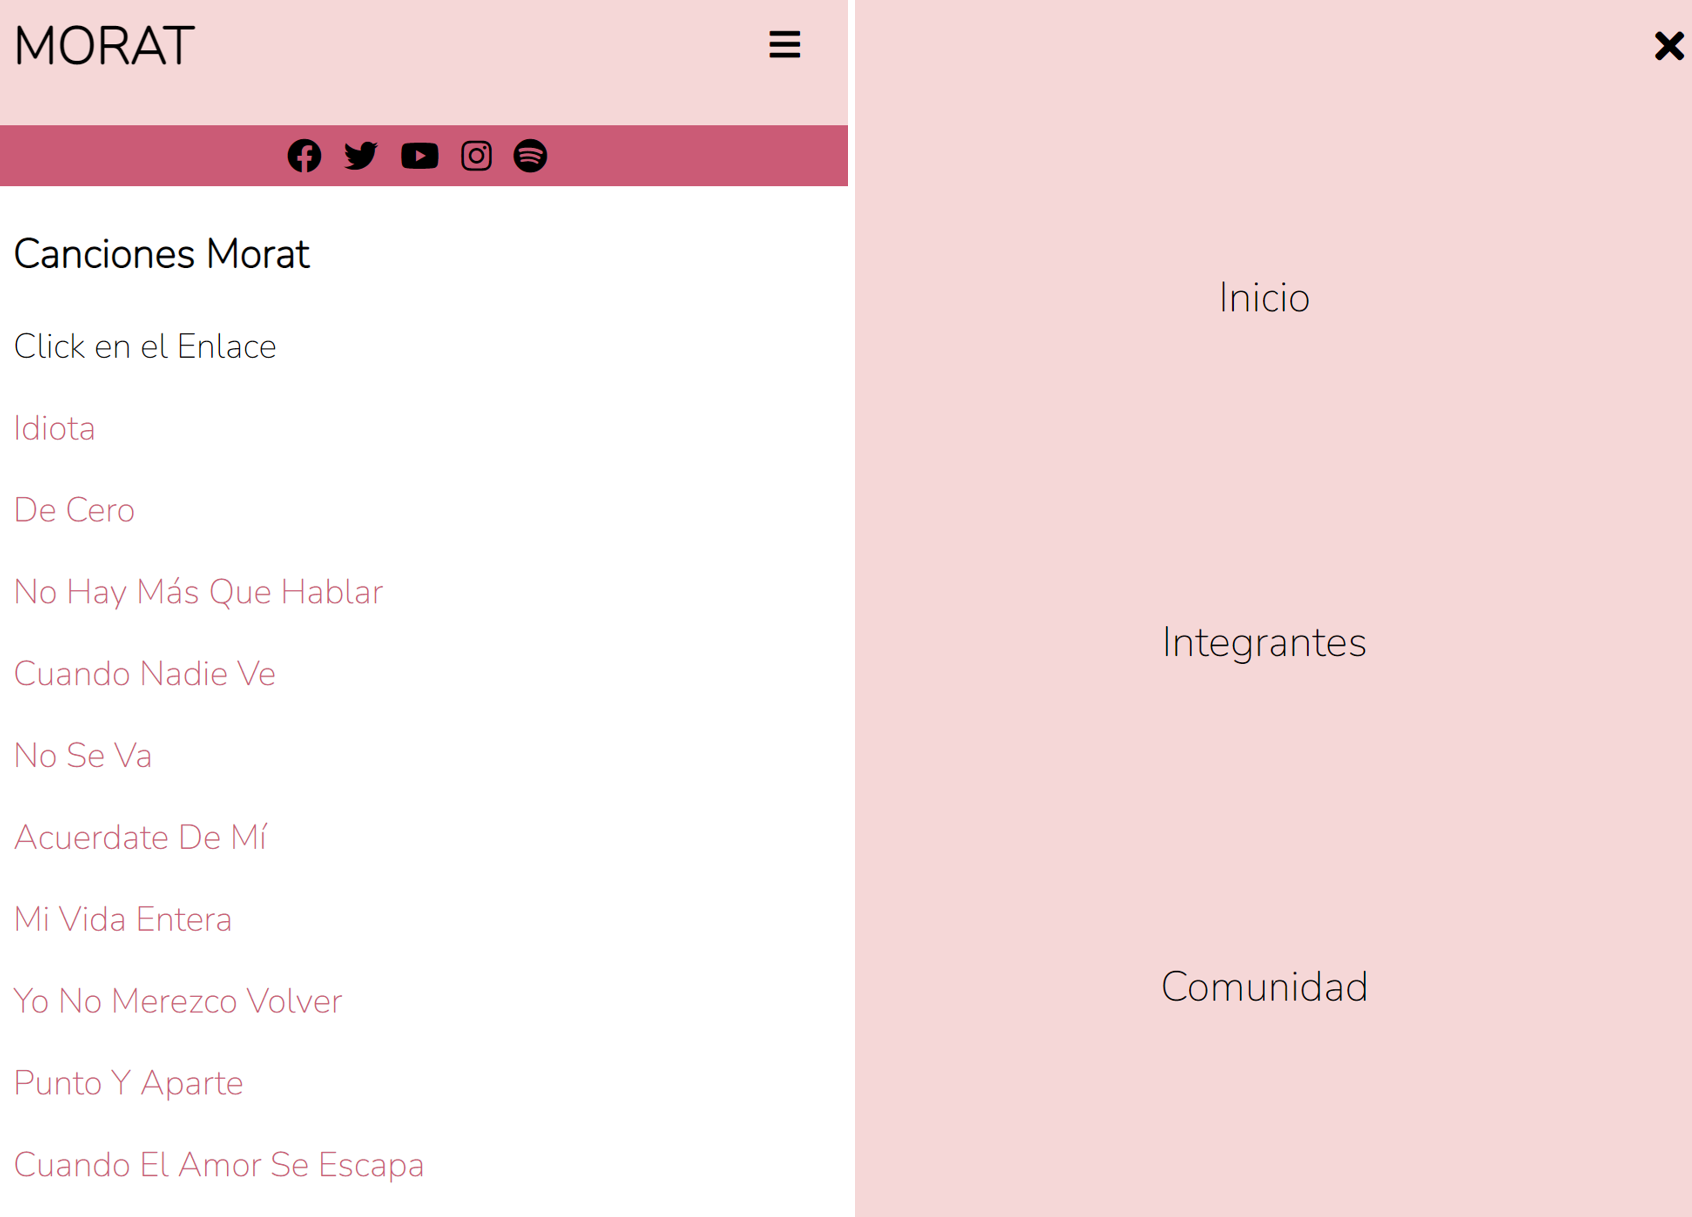 MORAT
Canciones Morat
Click en el Enlace
Idiota
De Cero
No Hay Más Que Hablar
Cuando Nadie Ve
No Se Va
Acuerdate De Mí
Mi Vida Entera
Yo No Merezco Volver
Punto Y Aparte
Cuando El Amor Se Escapa
Inicio
Integrantes
Comunidad